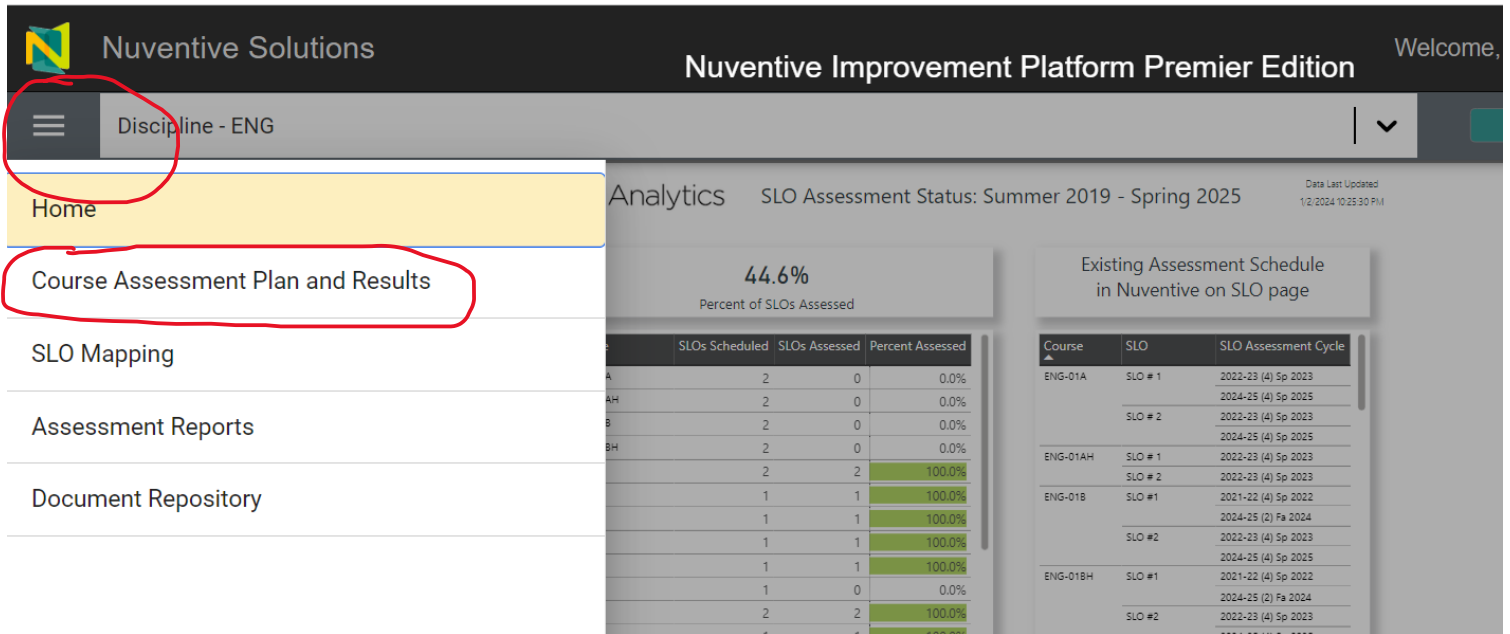 Nuventive Solutions
Nuventive Improvement Platform Premier Edition
Welcome,
Discipline - ENG
Home
Course Assessment Plan and Results
SLO Mapping
Assessment Reports
Document Repository
Analytics
SLO Assessment Status: Summer 2019 - Spring 2025
Data Last Updated
1/2/2024 10:25:30 PM
44.6%
Percent of SLOs Assessed
SLOs Scheduled SLOs Assessed Percent Assessed
A 2 0 0.0%
AH 2 0 0.0%
B 2 0 0.0%
BH 2 0 0.0%
2 2 100.0%
1 1 100.0%
1 1 100.0%
1 1 100.0%
1 1 100.0%
1 0 0.0%
2 2 100.0%
1 1 100.0%
Existing Assessment Schedule
in Nuventive on SLO page
Course SLO SLO Assessment Cycle
ENG-01A SLO # 1 2022-23 (4) Sp 2023
2024-25 (4) Sp 2025
SLO # 2 2022-23 (4) Sp 2023
2024-25 (4) Sp 2025
ENG-01AH SLO # 1 2022-23 (4) Sp 2023
SLO # 2 2022-23 (4) Sp 2023
ENG-01B SLO #1 2021-22 (4) Sp 2022
2024-25 (2) Fa 2024
SLO #2 2022-23 (4) Sp 2023
2024-25 (4) Sp 2025
ENG-01BH SLO #1 2021-22 (4) Sp 2022
2024-25 (2) Fa 2024
SLO #2 2022-23 (4) Sp 2023